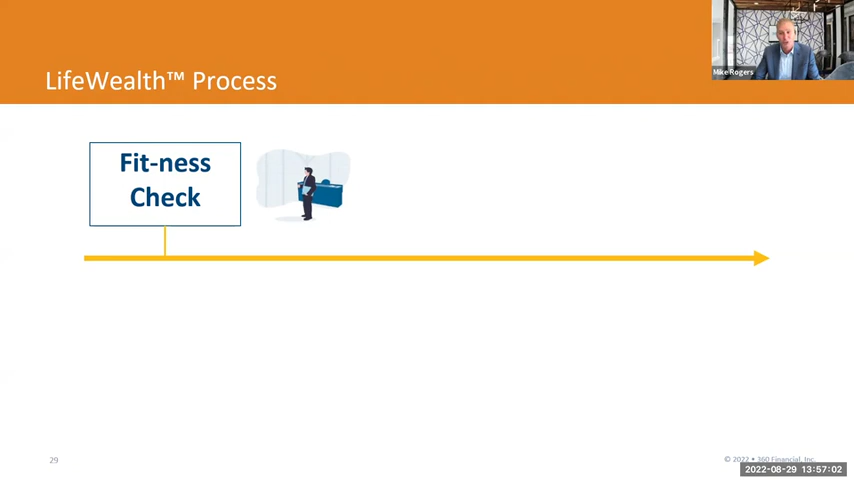 Mike Rogers
LifeWealth™ Process
Fit-ness
Check
29
© 2022 • 360 Financial, Inc.
2022-08-29 13:57:02